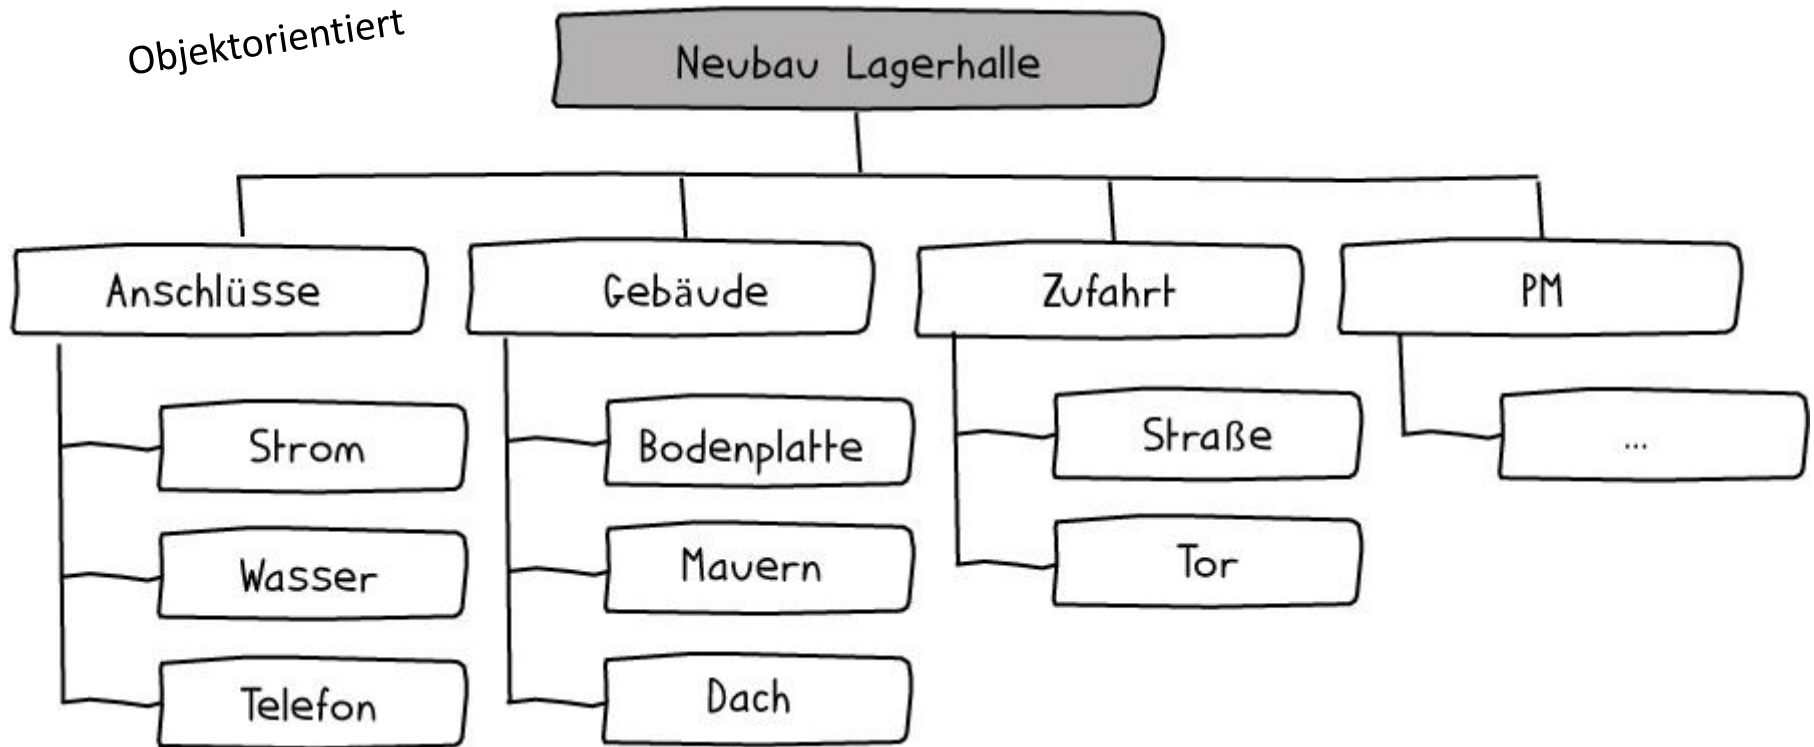 Objektorientiert
Neubau Lagerhalle
Anschlüsse
Gebäude
Zufahrt
PM
Strom
Wasser
Telefon
Bodenplatte
Mauern
Dach
Straße
Tor
...